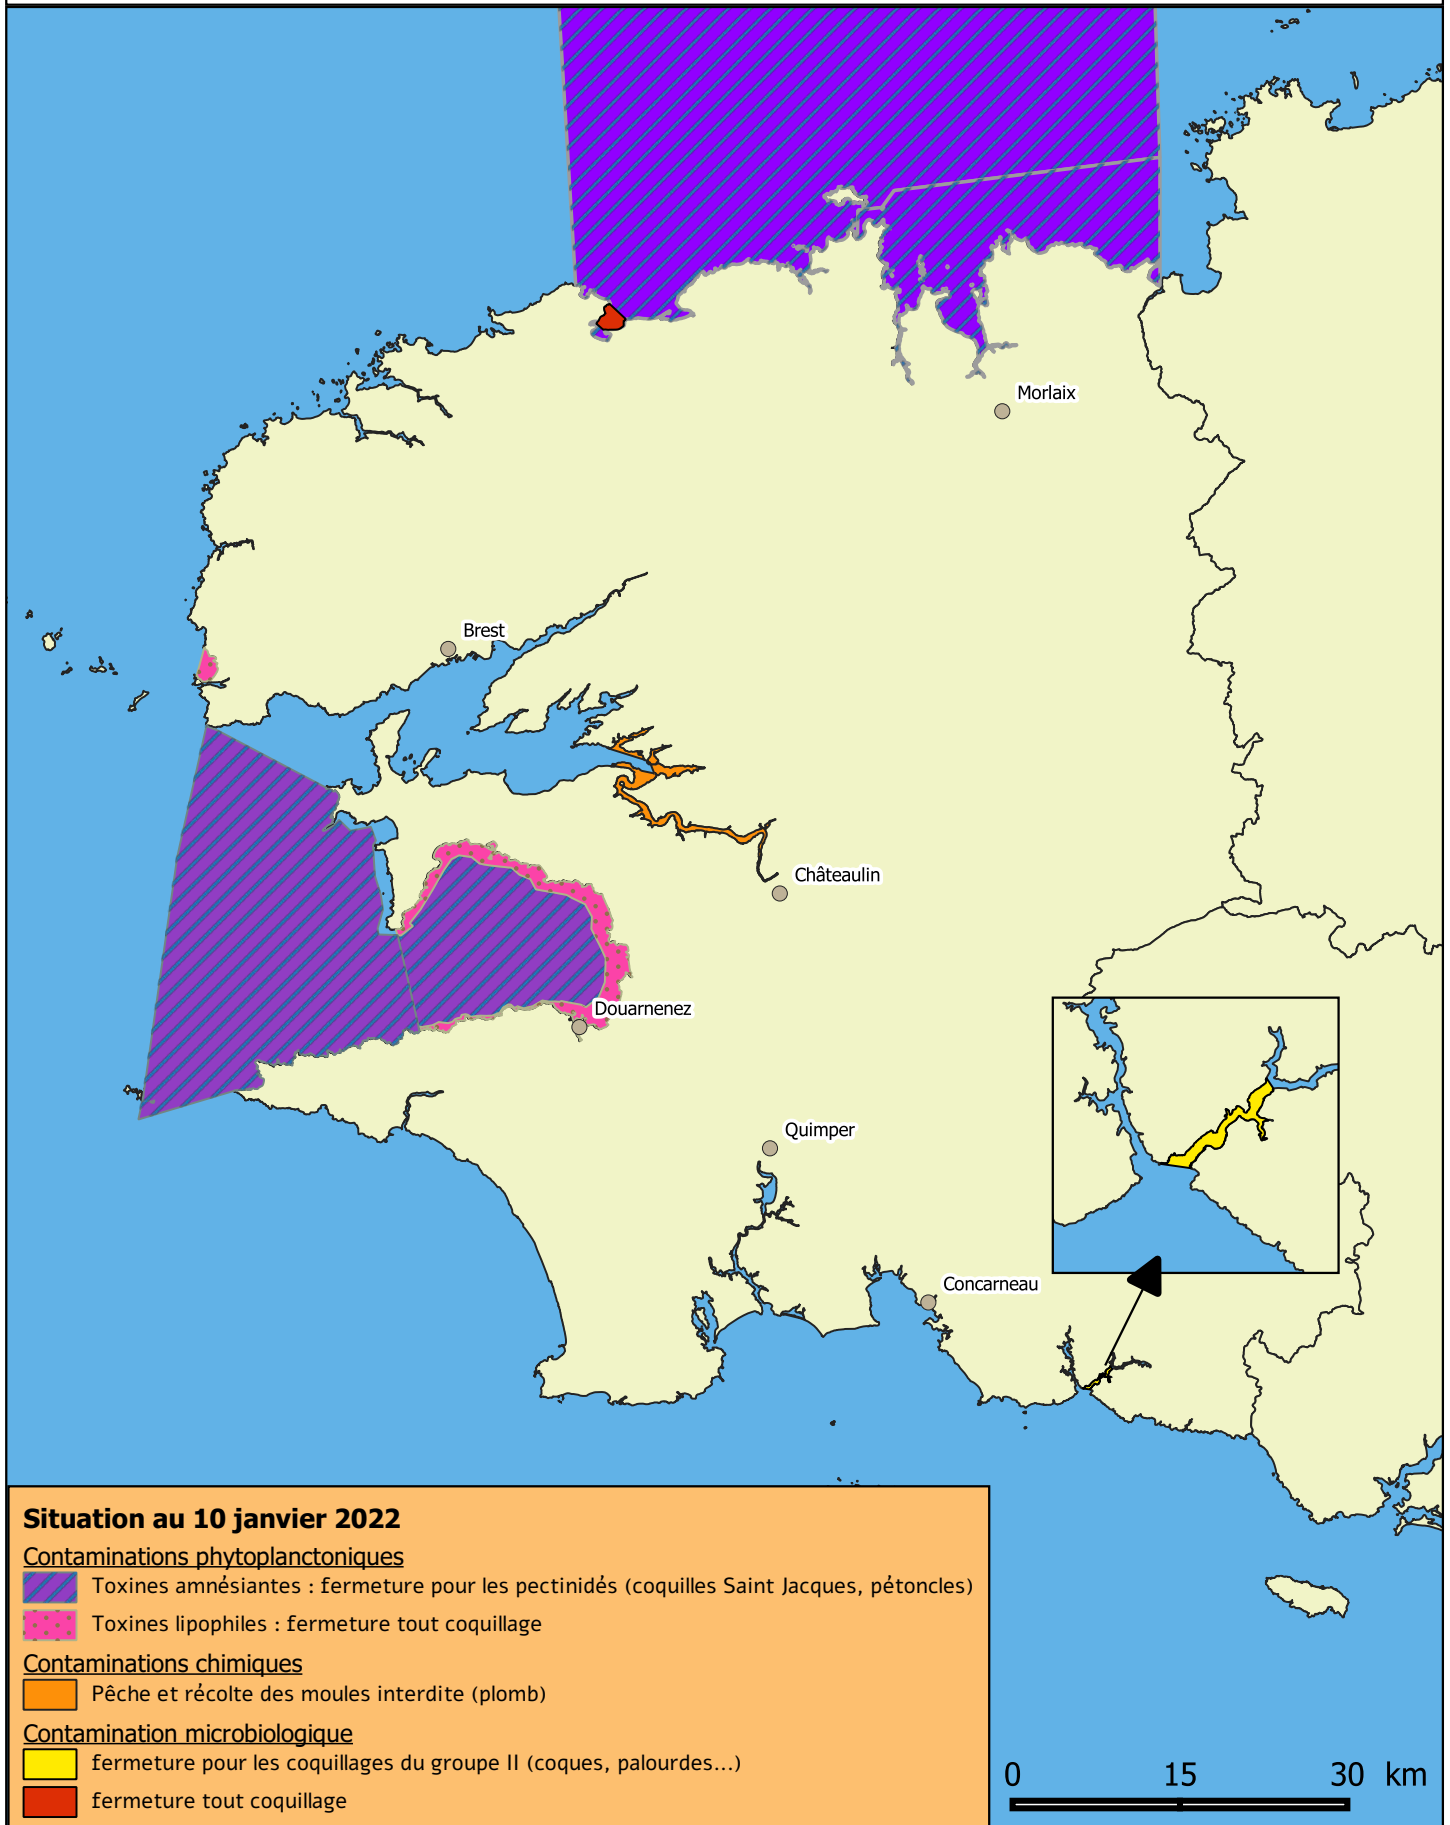 Morlaix
Brest
Châteaulin
Douarnenez
Quimper
Concarneau
Situation au 10 janvier 2022
Contaminations phytoplanctoniques
Toxines amnésiantes : fermeture pour les pectinidés (coquilles Saint Jacques, pétoncles)
Toxines lipophiles : fermeture tout coquillage
Contaminations chimiques
Pêche et récolte des moules interdite (plomb)
Contamination microbiologique
fermeture pour les coquillages du groupe II (coques, palourdes...)
fermeture tout coquillage
0 15 30 km